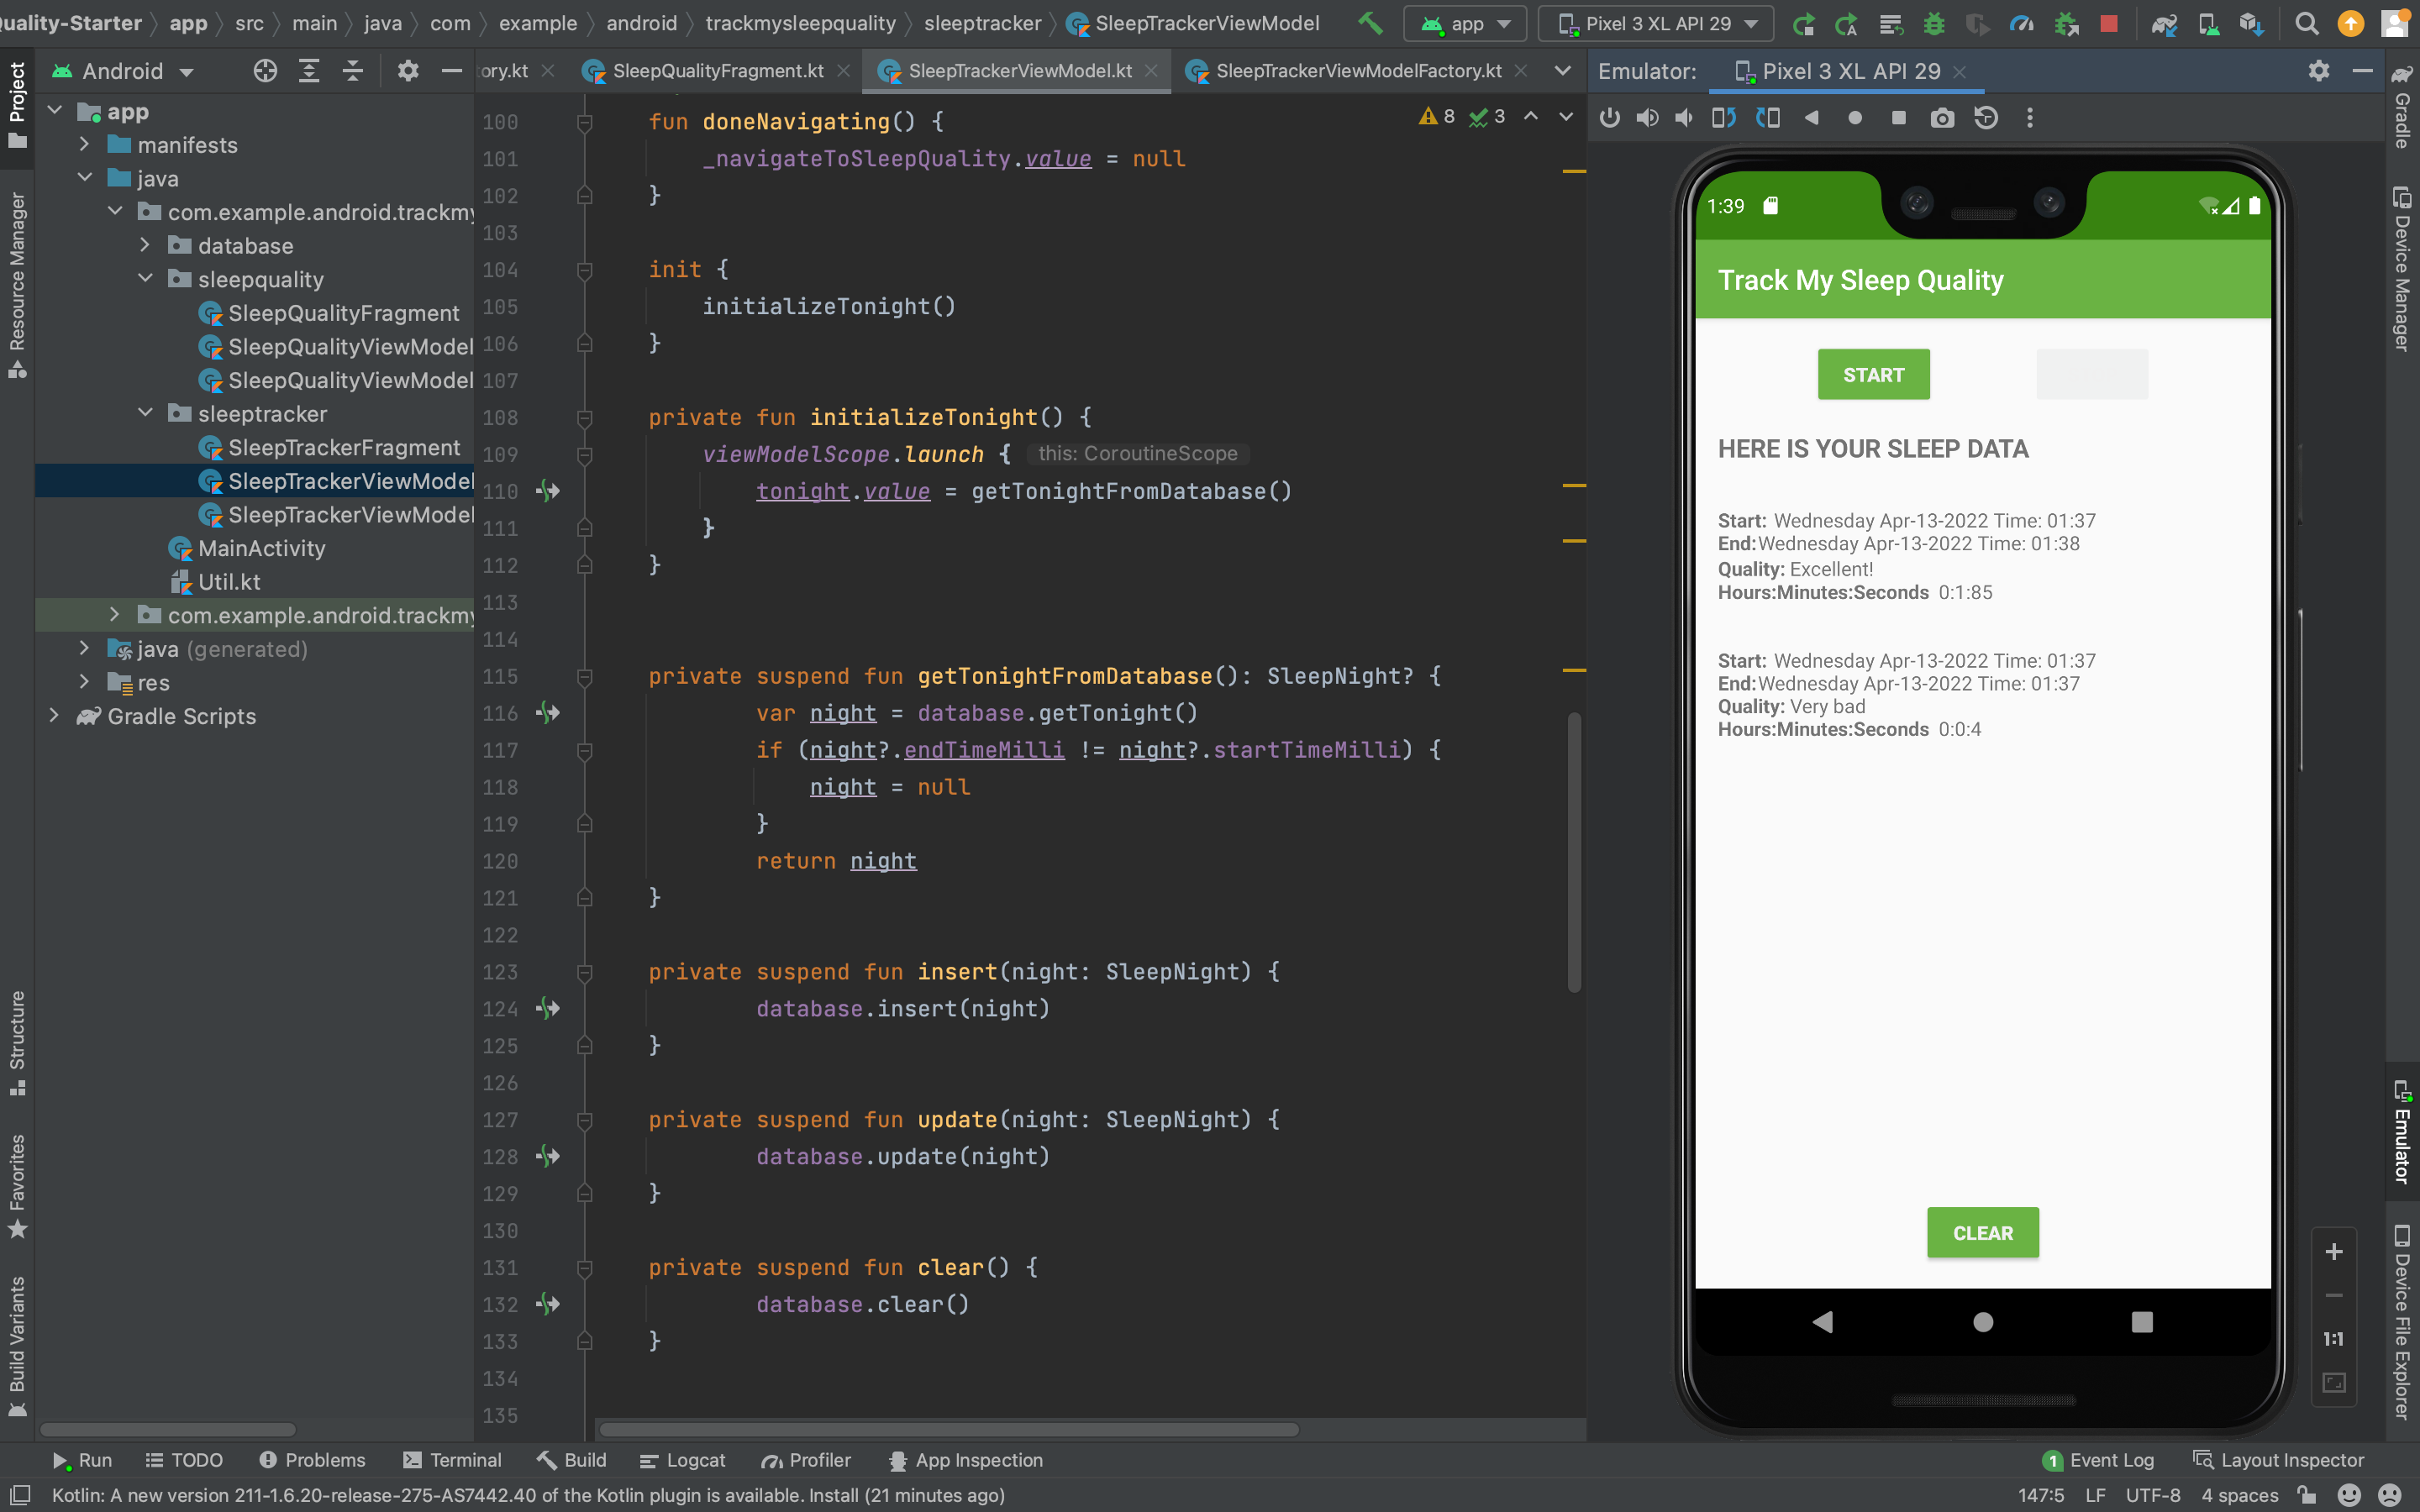 Quality-Starter app src main java com example android trackmysleepquality sleeptracker SleepTrackerViewModel
app
Pixel 3 XL API 29
Android
tory.kt
SleepQualityFragment.kt
SleepTrackerViewModel.kt
SleepTrackerViewModelFactory.kt
Emulator: Pixel 3 XL API 29
Project
Resource Manager
Structure
Favorites
Build Variants
app
manifests
java
com.example.android.trackmy
database
sleepquality
SleepQualityFragment
SleepQualityViewModel
SleepQualityViewModel
sleeptracker
SleepTrackerFragment
SleepTrackerViewModel
SleepTrackerViewModel
MainActivity
Util.kt
com.example.android.trackmy
java (generated)
res
Gradle Scripts
8 3
100 fun doneNavigating() {
101 _navigateToSleepQuality.value = null
102 }
103
104 init {
105 initializeTonight()
106 }
107
108 private fun initializeTonight() {
109 viewModelScope.launch { this: CoroutineScope
110 tonight.value = getTonightFromDatabase()
111 }
112 }
113
114
115 private suspend fun getTonightFromDatabase(): SleepNight? {
116 var night = database.getTonight()
117 if (night?.endTimeMilli != night?.startTimeMilli) {
118 night = null
119 }
120 return night
121 }
122
123 private suspend fun insert(night: SleepNight) {
124 database.insert(night)
125 }
126
127 private suspend fun update(night: SleepNight) {
128 database.update(night)
129 }
130
131 private suspend fun clear() {
132 database.clear()
133 }
134
135
1:39
Track My Sleep Quality
START
HERE IS YOUR SLEEP DATA
Start: Wednesday Apr-13-2022 Time: 01:37
End:Wednesday Apr-13-2022 Time: 01:38
Quality: Excellent!
Hours:Minutes:Seconds 0:1:85
Start: Wednesday Apr-13-2022 Time: 01:37
End:Wednesday Apr-13-2022 Time: 01:37
Quality: Very bad
Hours:Minutes:Seconds 0:0:4
CLEAR
1:1
Gradle
Device Manager
Emulator
Device File Explorer
Run TODO Problems Terminal Build Logcat Profiler App Inspection
1 Event Log Layout Inspector
Kotlin: A new version 211-1.6.20-release-275-AS7442.40 of the Kotlin plugin is available. Install (21 minutes ago)
147:5 LF UTF-8 4 spaces